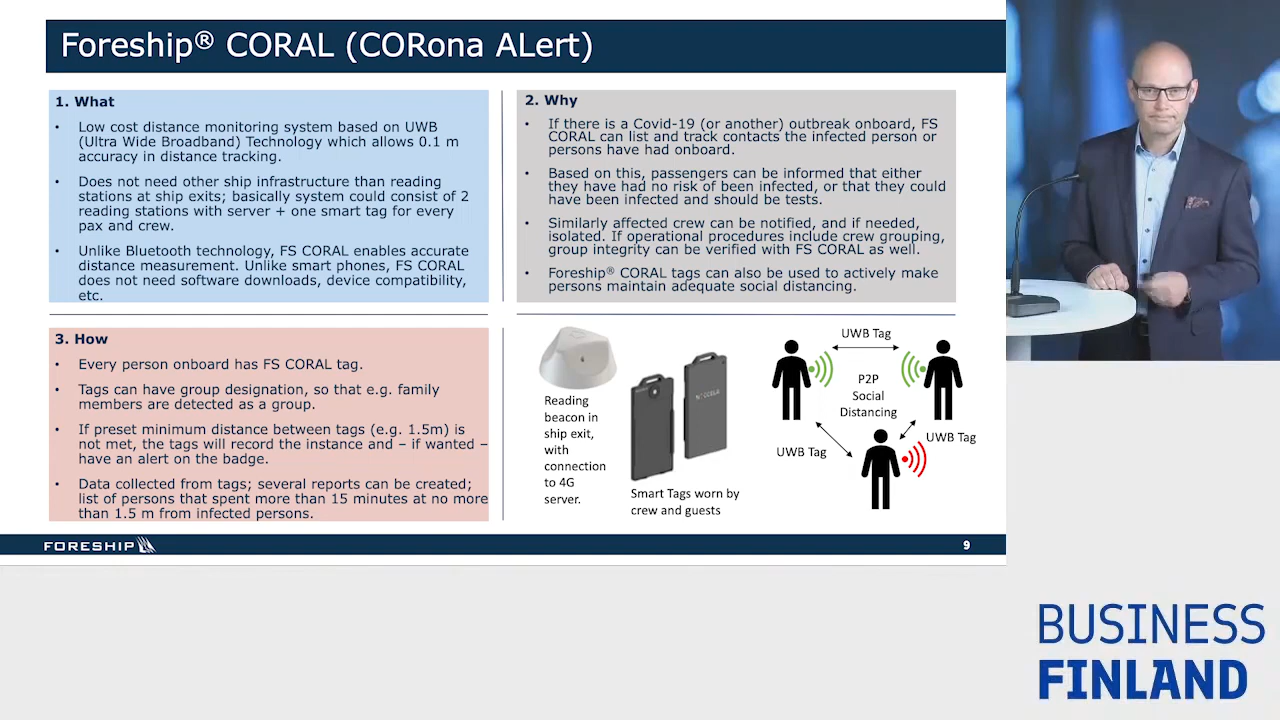 Foreship® CORAL (CORona ALert)
1. What
• Low cost distance monitoring system based on UWB
(Ultra Wide Broadband) Technology which allows 0.1 m
accuracy in distance tracking.
• Does not need other ship infrastructure than reading
stations at ship exits; basically system could consist of 2
reading stations with server + one smart tag for every
pax and crew.
• Unlike Bluetooth technology, FS CORAL enables accurate
distance measurement. Unlike smart phones, FS CORAL
does not need software downloads, device compatibility,
etc.
2. Why
• If there is a Covid-19 (or another) outbreak onboard, FS
CORAL can list and track contacts the infected person or
persons have had onboard.
• Based on this, passengers can be informed that either
they have had no risk of been infected, or that they could
have been infected and should be tests.
• Similarly affected crew can be notified, and if needed,
isolated. If operational procedures include crew grouping,
group integrity can be verified with FS CORAL as well.
• Foreship® CORAL tags can also be used to actively make
persons maintain adequate social distancing.
3. How
• Every person onboard has FS CORAL tag.
• Tags can have group designation, so that e.g. family
members are detected as a group.
• If preset minimum distance between tags (e.g. 1.5m) is
not met, the tags will record the instance and – if wanted –
have an alert on the badge.
• Data collected from tags; several reports can be created;
list of persons that spent more than 15 minutes at no more
than 1.5 m from infected persons.
Reading
beacon in
ship exit,
with
connection
to 4G
server.
Smart Tags worn by
crew and guests
UWB Tag
P2P
Social
Distancing
UWB Tag
UWB Tag
FORESHIP
9
BUSINESS
FINLAND